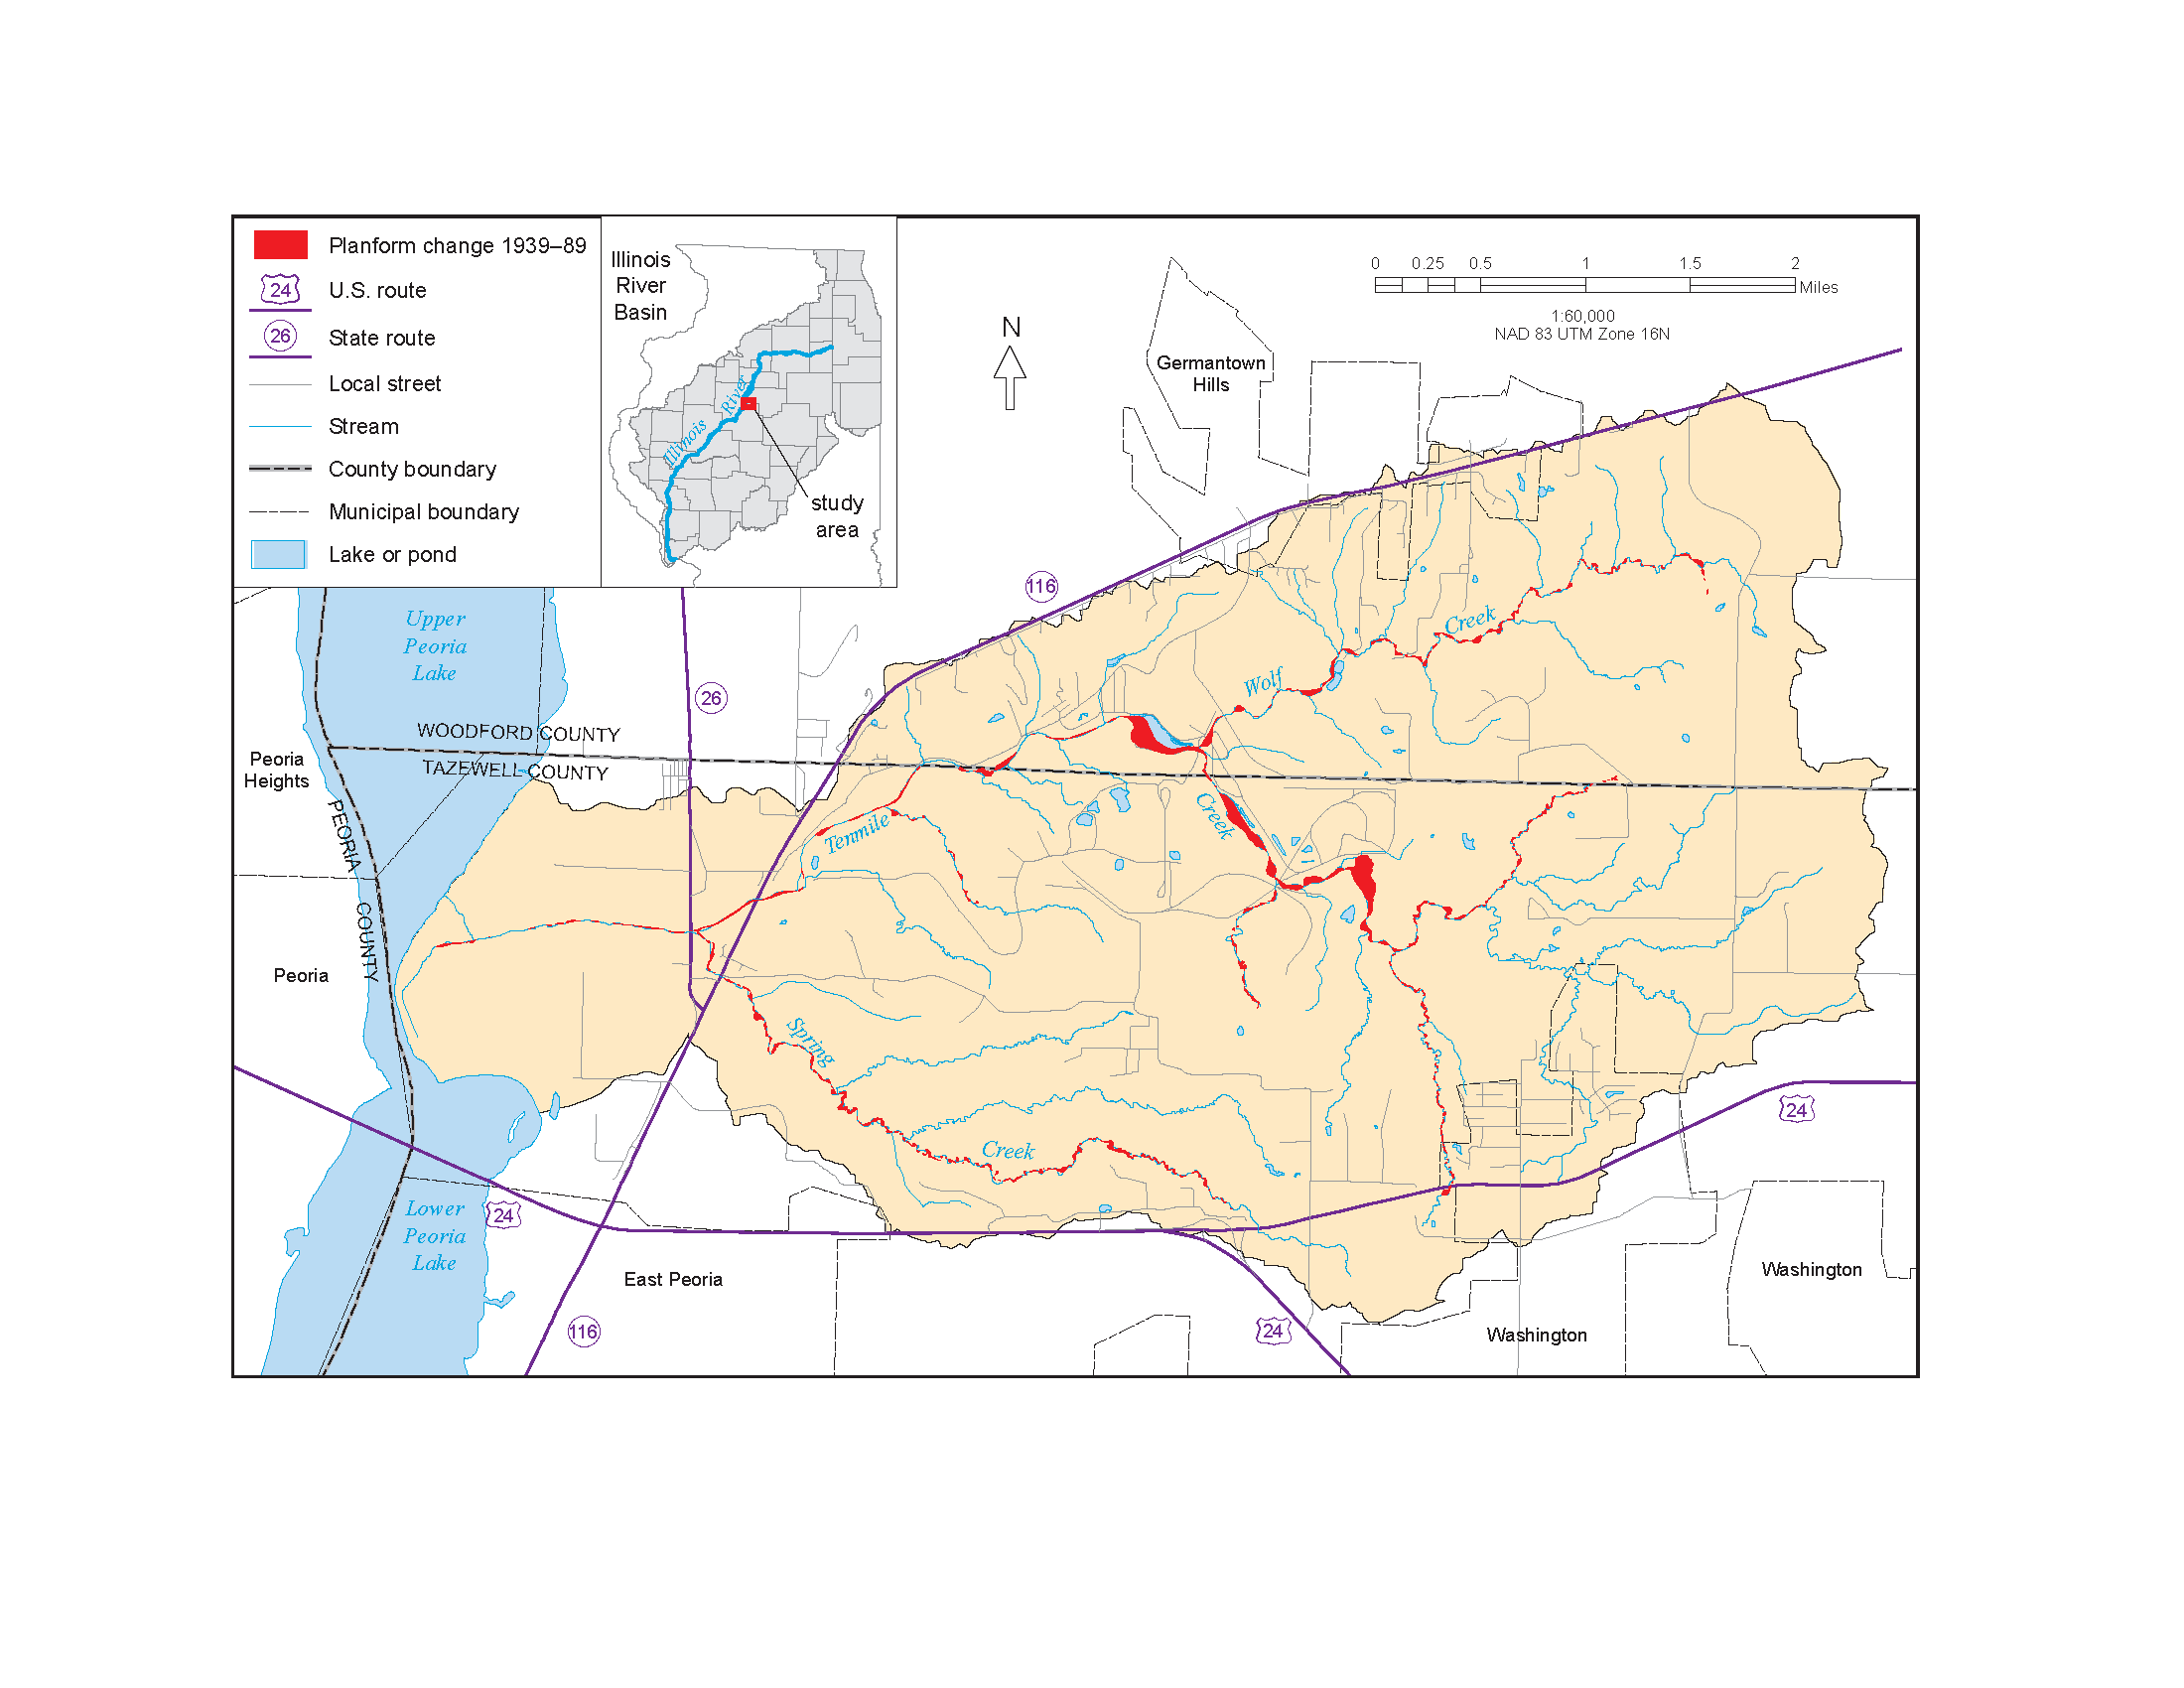 Planform change 1939–89
24
U.S. route
26
State route
Local street
Stream
County boundary
Municipal boundary
Lake or pond
Illinois
River
Basin
Illinois River
study
area
N
0 0.25 0.5 1 1.5 2
Miles
1:60,000
NAD 83 UTM Zone 16N
Germantown
Hills
116
Upper
Peoria
Lake
26
WOODFORD COUNTY
TAZEWELL COUNTY
Peoria
Heights
PEORIA COUNTY
Peoria
Wolf Creek
Creek
Tenmile
Spring
Creek
24
24
Lower
Peoria
Lake
East Peoria
116
24
Washington
Washington